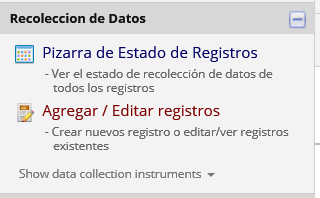 Recoleccion de Datos
Pizarra de Estado de Registros
- Ver el estado de recolección de datos de
todos los registros
Agregar / Editar registros
- Crear nuevos registro o editar/ver registros
existentes
Show data collection instruments